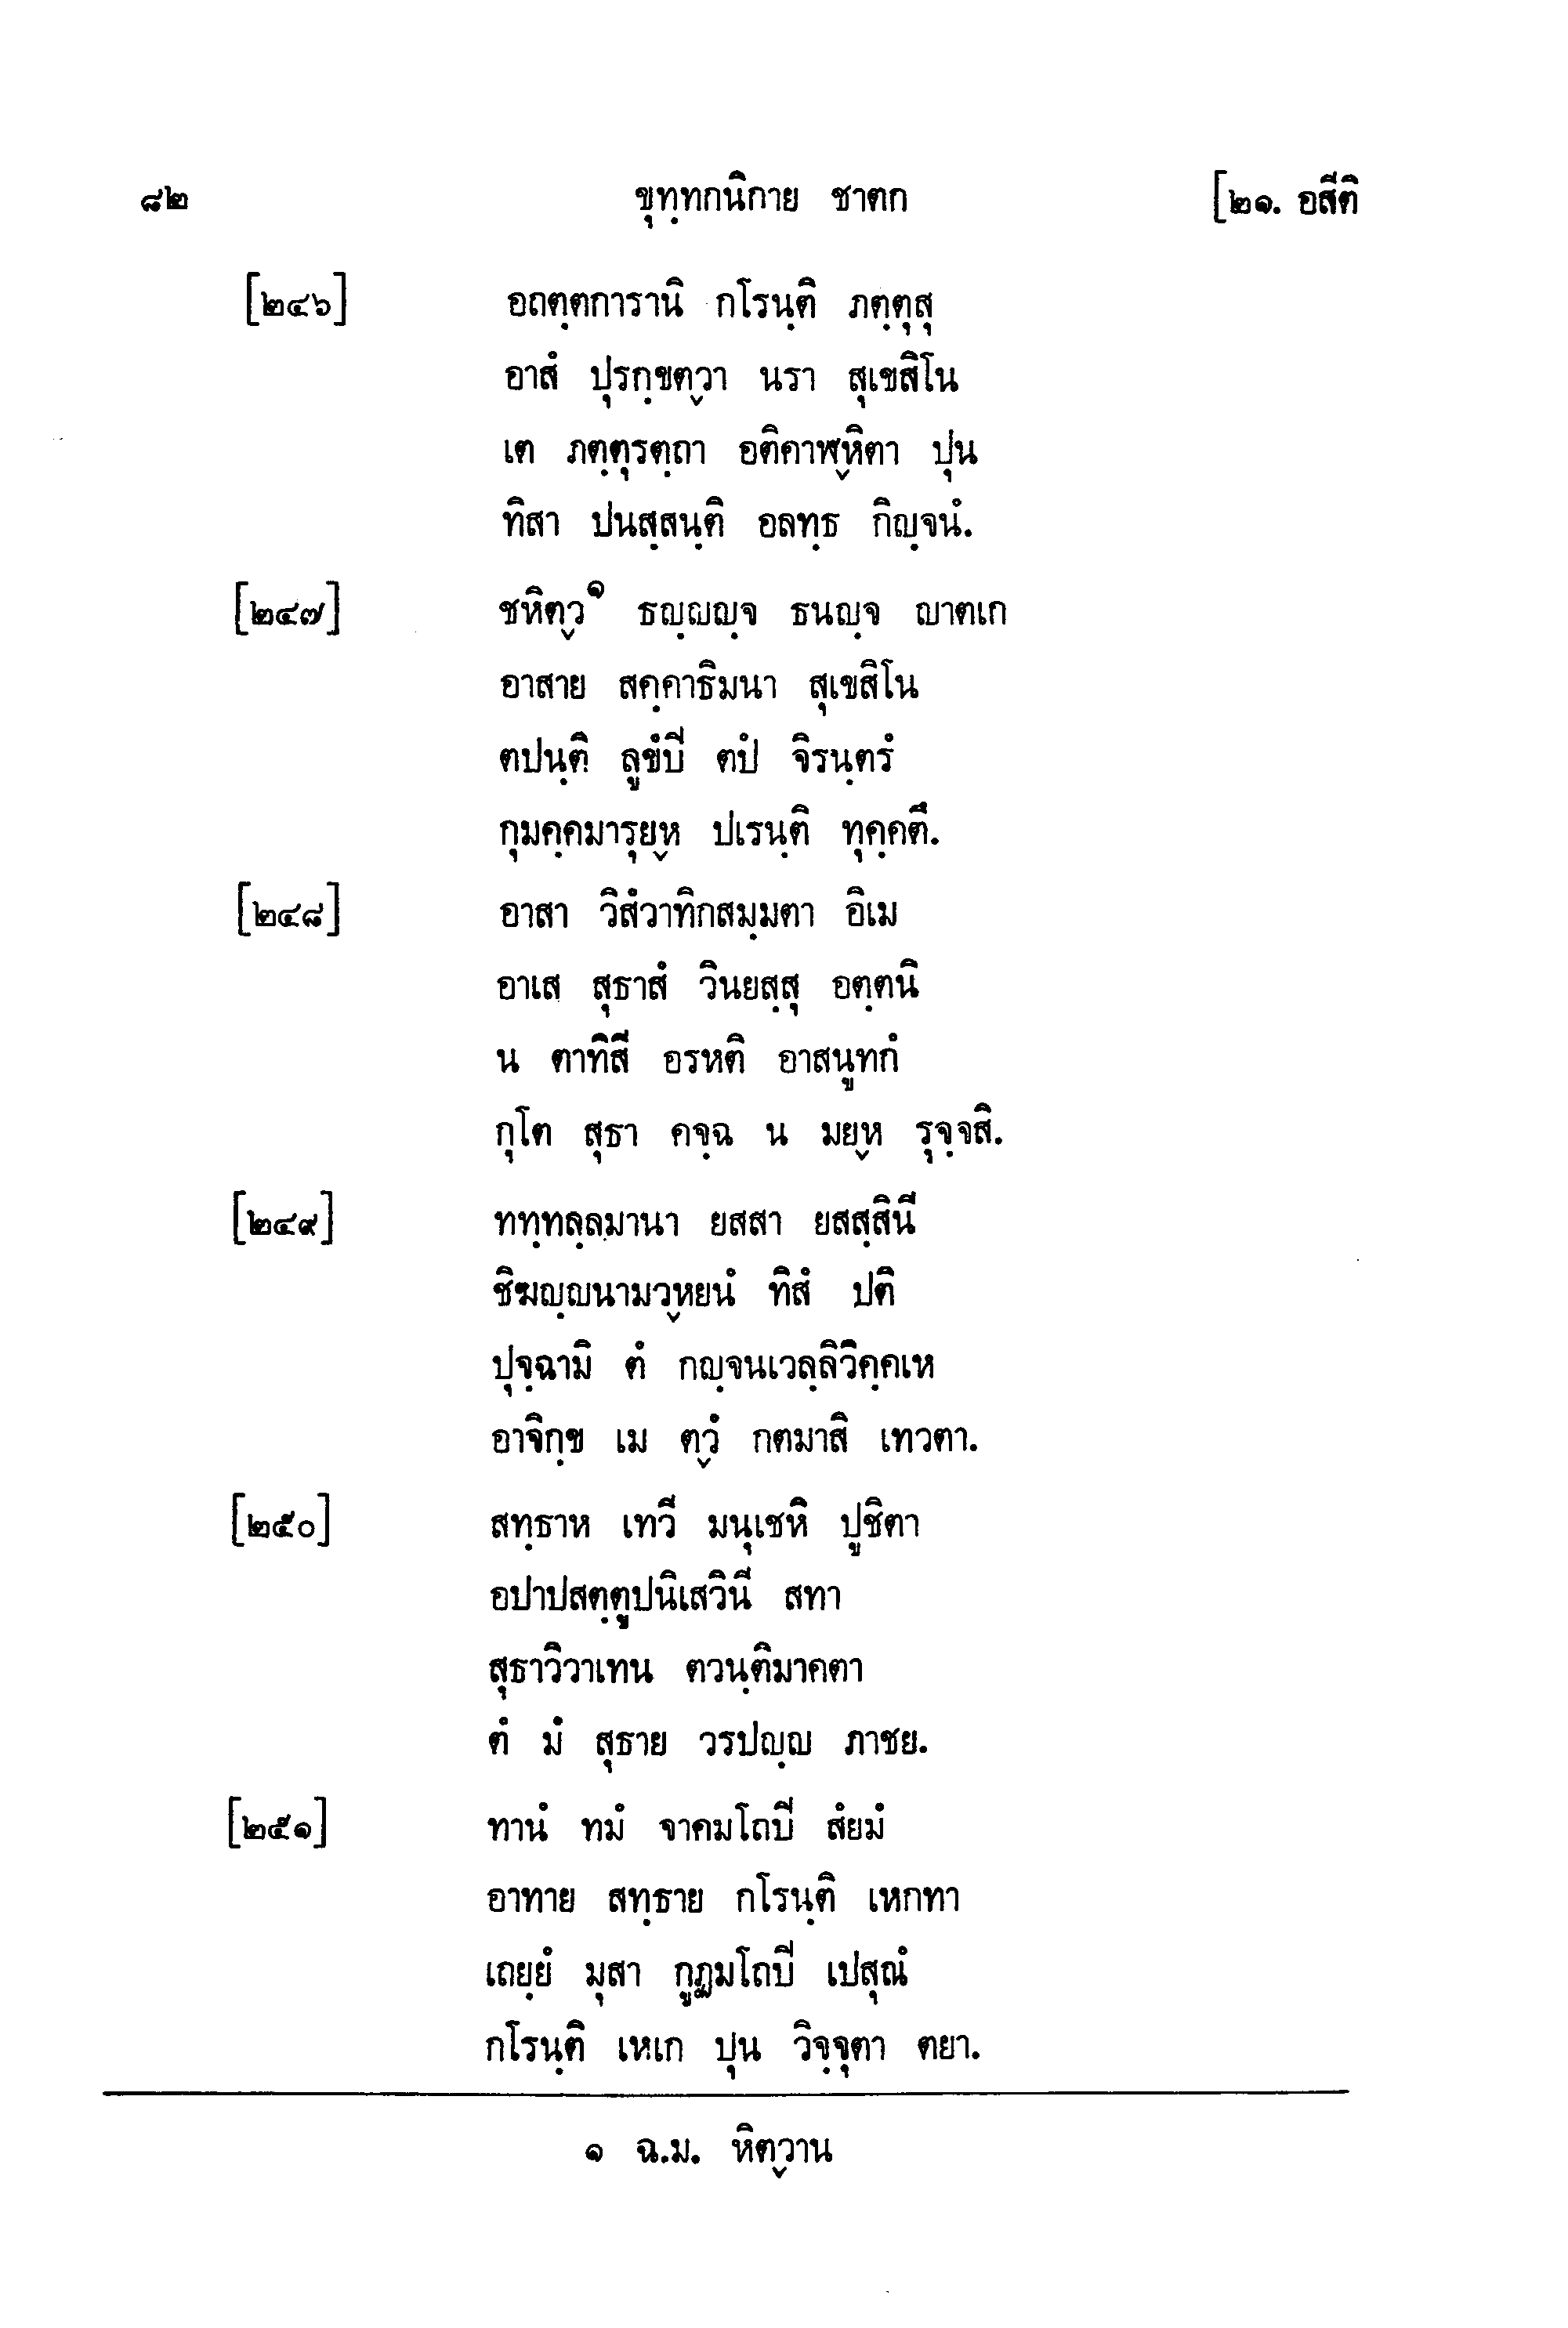 ๘๒ ขุทฺทกนิกาย ชาตก [๒๑. อสีติ
[๒๔๖] อถตฺตการานิ กโรนฺติ ภตฺตุสุ
อาสํ ปุรกฺขตฺวา นรา สุเขสิโน
เต ภตฺตุรตฺถา อติคาฬฺหิตา ปุน
ทิสา ปนสฺสนฺติ อลทฺธ กิญฺจนํ.
[๒๔๗] ชหิตฺว๑ ธญฺญญฺจ ธนญฺจ ญาตเก
อาสาย สคฺคาธิมนา สุเขสิโน
ตปนฺติ ลูขํปี ตปํ จิรนฺตรํ
กุมคฺคมารุยฺห ปเรนฺติ ทุคฺคตึ.
[๒๔๘] อาสา วิสํวาทิกสมฺมตา อิเม
อาเส สุธาสํ วินยสฺสุ อตฺตนิ
น ตาทิสี อรหติ อาสนูทกํ
กุโต สุธา คจฺฉ น มยฺห รุจฺจสิ.
[๒๔๙] ททฺทลฺลมานา ยสสา ยสสฺสินี
ชิฆญฺญนามวฺหยนํ ทิสํ ปติ
ปุจฺฉามิ ตํ กญฺจนเวลฺลิวิคฺคเห
อาจิกฺข เม ตฺวํ กตมาสิ เทวตา.
[๒๕๐] สทฺธาห เทวี มนุเชหิ ปูชิตา
อปาปสตฺตูปนิเสวินี สทา
สุธาวิวาเทน ตวนฺติมาคตา
ตํ มํ สุธาย วรปญฺญ ภาชย.
[๒๕๑] ทานํ ทมํ จาคมโถปี สํยมํ
อาทาย สทฺธาย กโรนฺติ เหกทา
เถยฺยํ มุสา กูฏมโถปี เปสุณํ
กโรนฺติ เหเก ปุน วิจฺจุตา ตยา.
๑ ฉ.ม. หิตฺวาน